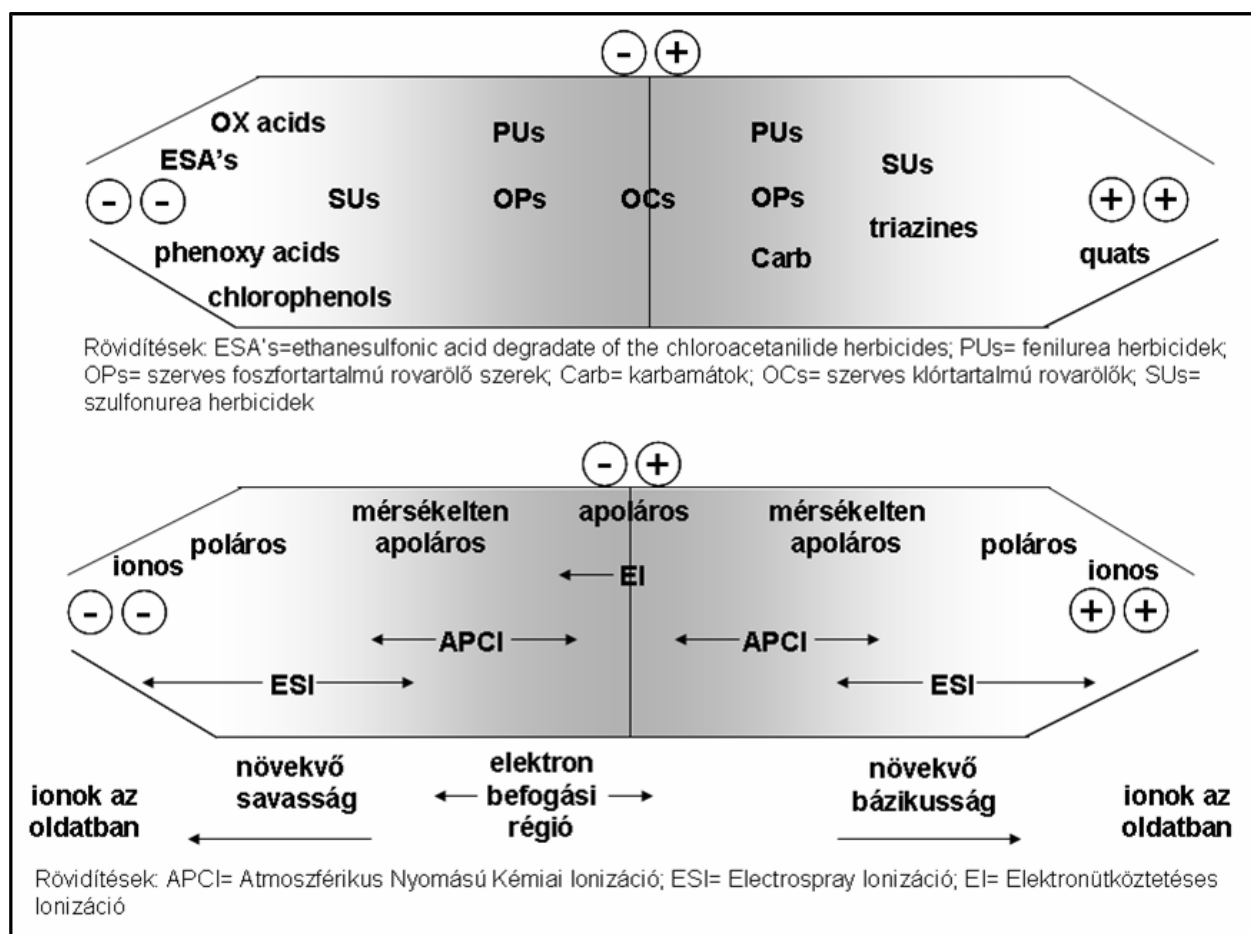 - +
OX acids
PUs PUs
ESA's SUs
- - SUs OPs OCs OPs + +
triazines
phenoxy acids Carb quats
chlorophenols
Rövidítések: ESA's=ethanesulfonic acid degradate of the chloroacetanilide herbicides; PUs= fenilurea herbicidek;
OPs= szerves foszfortartalmú rovarölő szerek; Carb= karbamátok; OCs= szerves klórtartalmú rovarölők; SUs=
szulfonurea herbicidek
- +
mérsékelten apoláros mérsékelten
apoláros apoláros
poláros poláros
ionos EI ionos
- - + +
APCI APCI
ESI ESI
növekvő
savasság
elektron
befogási
régió
növekvő
bázikusság
ionok az
oldatban
ionok az
oldatban
Rövidítések: APCI= Atmoszférikus Nyomású Kémiai Ionizáció; ESI= Electrospray Ionizáció; EI= Elektronütköztetéses
Ionizáció